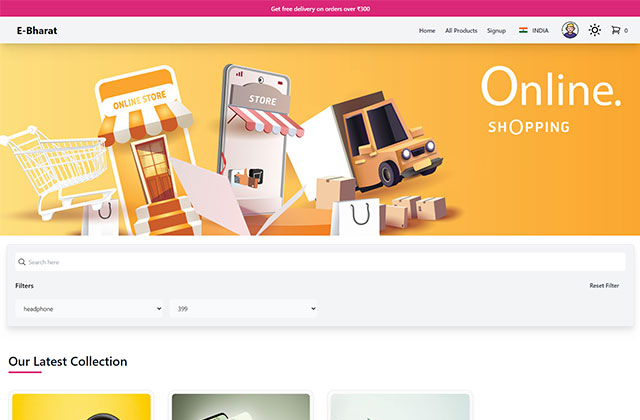 Get free delivery on orders over ₹300
E-Bharat
Home
All Products
Signup
INDIA
0
ONLINE STORE
STORE
Online.
SHOPPING
Search here
Filters
Reset Filter
headphone
399
Our Latest Collection